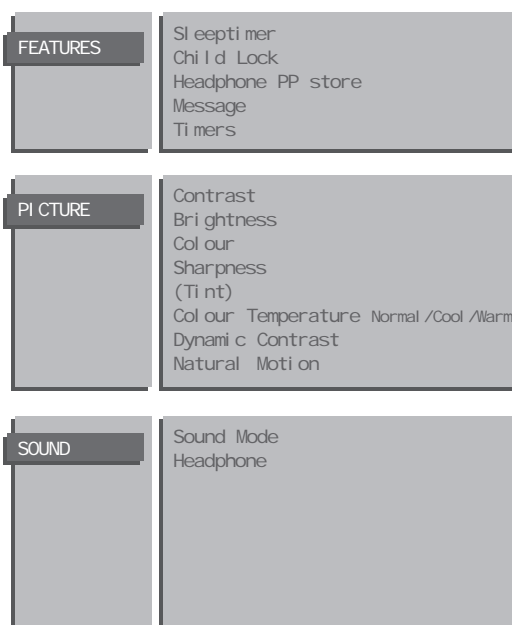 FEATURES
Sleeptimer
Child Lock
Headphone PP store
Message
Timers
PICTURE
Contrast
Brightness
Colour
Sharpness
(Tint)
Colour Temperature Normal/Cool/Warm
Dynamic Contrast
Natural Motion
SOUND
Sound Mode
Headphone